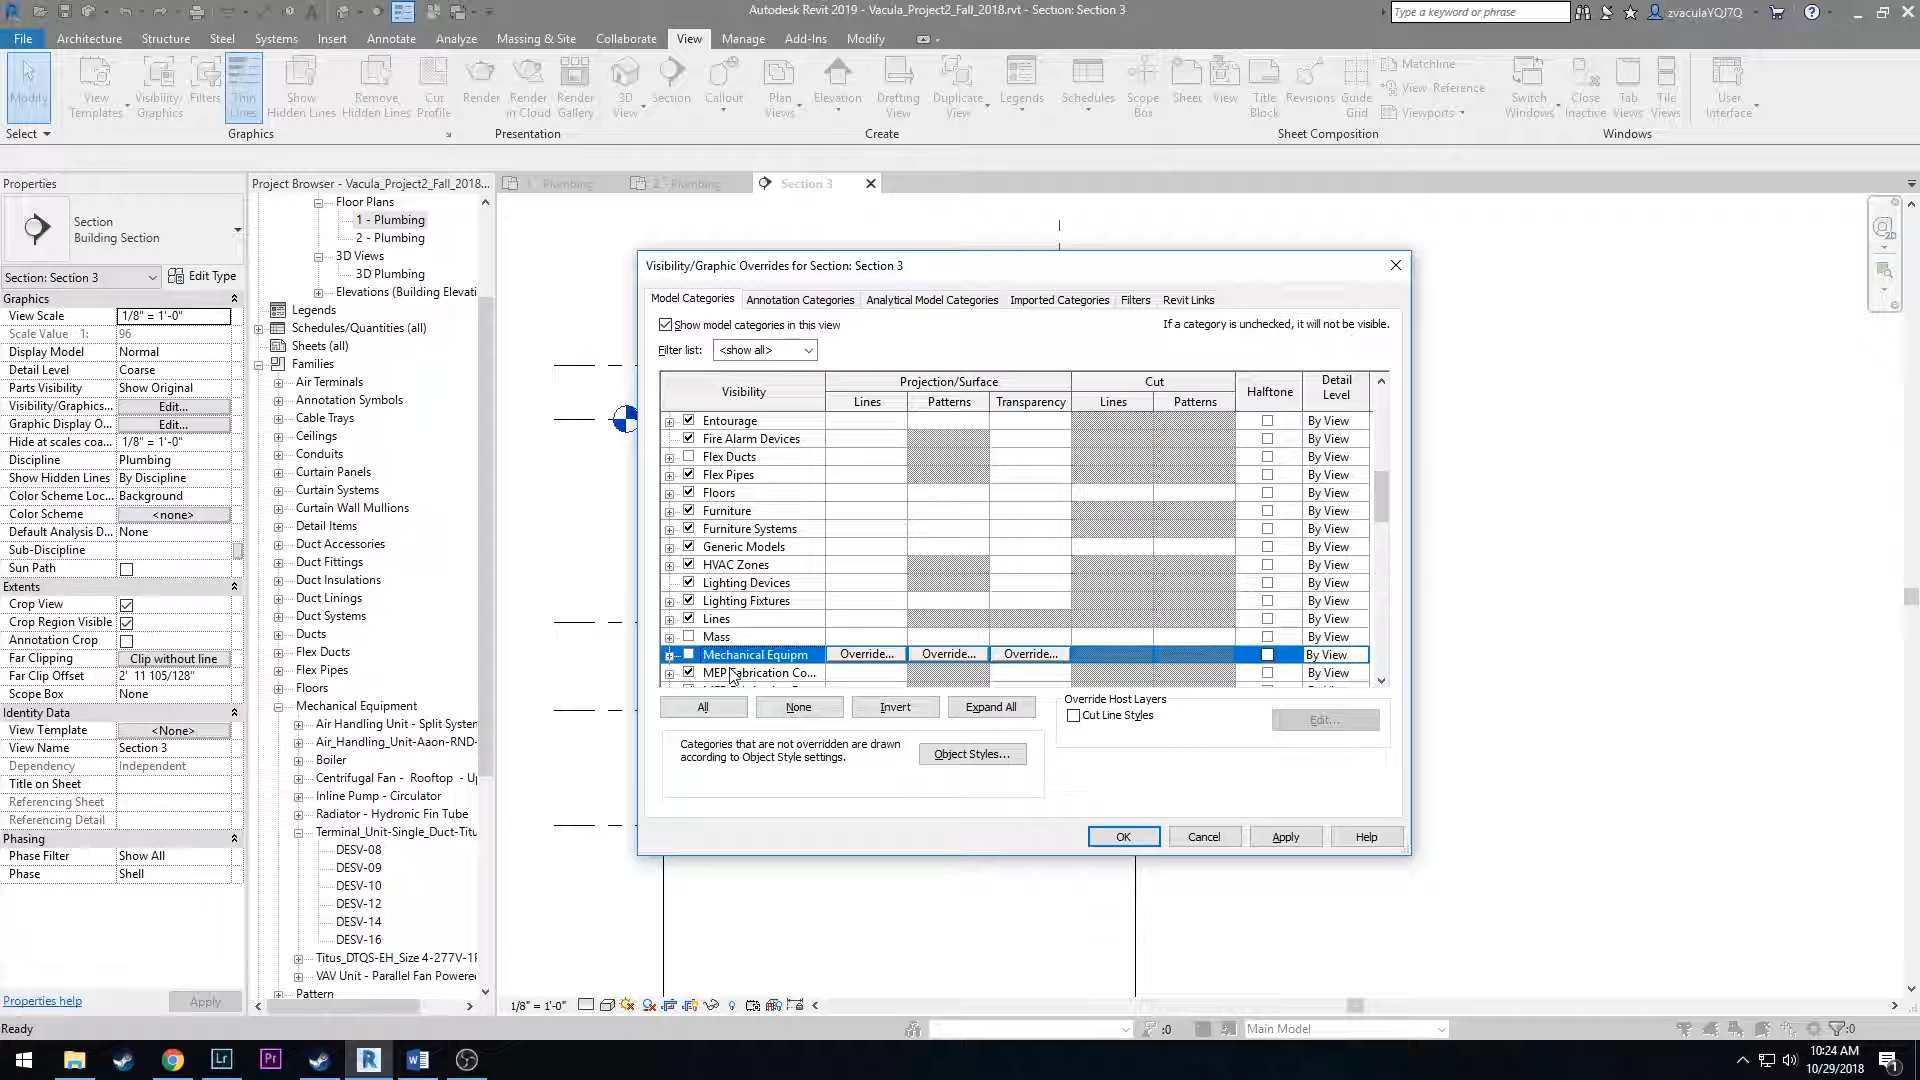 Autodesk Revit 2019 - Vacula_Project2_Fall_2018.rvt - Section: Section 3
Type a keyword or phrase
zvaculaYQJ7Q
File Architecture Structure Steel Systems Insert Annotate Analyze Massing & Site Collaborate View Manage Add-Ins Modify
Modify
View Templates
Visibility/ Graphics
Filters
Thin Lines
Show Hidden Lines
Remove Hidden Lines
Cut Profile
Render
Render in Cloud
Render Gallery
3D View
Section
Callout
Plan Views
Elevation
Drafting View
Duplicate View
Legends
Schedules
Scope Box
Sheet
View
Title Block
Revisions
Guide Grid
Matchline
View Reference
Viewports
Switch Windows
Close Inactive
Tab Views
Tile Views
User Interface
Select
Graphics
Presentation
Create
Sheet Composition
Windows
Properties
Section
Building Section
Section: Section 3
Edit Type
Graphics
View Scale 1/8" = 1'-0"
Scale Value 1: 96
Display Model Normal
Detail Level Coarse
Parts Visibility Show Original
Visibility/Graphics... Edit...
Graphic Display O... Edit...
Hide at scales coa... 1/8" = 1'-0"
Discipline Plumbing
Show Hidden Lines By Discipline
Color Scheme Loc... Background
Color Scheme <none>
Default Analysis D... None
Sub-Discipline
Sun Path
Extents
Crop View
Crop Region Visible
Annotation Crop
Far Clipping Clip without line
Far Clip Offset 2' 11 105/128"
Scope Box None
Identity Data
View Template <None>
View Name Section 3
Dependency Independent
Title on Sheet
Referencing Sheet
Referencing Detail
Phasing
Phase Filter Show All
Phase Shell
Properties help
Apply
Project Browser - Vacula_Project2_Fall_2018...
Floor Plans
1 - Plumbing
2 - Plumbing
3D Views
3D Plumbing
Elevations (Building Elevati
Legends
Schedules/Quantities (all)
Sheets (all)
Families
Air Terminals
Annotation Symbols
Cable Trays
Ceilings
Conduits
Curtain Panels
Curtain Systems
Curtain Wall Mullions
Detail Items
Duct Accessories
Duct Fittings
Duct Insulations
Duct Linings
Duct Systems
Ducts
Flex Ducts
Flex Pipes
Floors
Mechanical Equipment
Air Handling Unit - Split System
Air_Handling_Unit-Aaon-RND-
Boiler
Centrifugal Fan - Rooftop - Up
Inline Pump - Circulator
Radiator - Hydronic Fin Tube
Terminal_Unit-Single_Duct-Titu
DESV-08
DESV-09
DESV-10
DESV-12
DESV-14
DESV-16
Titus_DTQS-EH_Size 4-277V-1P
VAV Unit - Parallel Fan Powere
Pattern
1 - Plumbing
2 - Plumbing
Section 3
Visibility/Graphic Overrides for Section: Section 3
Model Categories Annotation Categories Analytical Model Categories Imported Categories Filters Revit Links
Show model categories in this view
If a category is unchecked, it will not be visible.
Filter list: <show all>
Visibility Projection/Surface Cut Halftone Detail Level
Lines Patterns Transparency Lines Patterns
Entourage By View
Fire Alarm Devices By View
Flex Ducts By View
Flex Pipes By View
Floors By View
Furniture By View
Furniture Systems By View
Generic Models By View
HVAC Zones By View
Lighting Devices By View
Lighting Fixtures By View
Lines By View
Mass By View
Mechanical Equipm Override... Override... Override... By View
MEP Fabrication Co... By View
All None Invert Expand All
Override Host Layers
Cut Line Styles
Edit...
Categories that are not overridden are drawn
according to Object Style settings.
Object Styles...
OK Cancel Apply Help
1/8" = 1'-0"
Ready
:0
Main Model
:0
10:24 AM
10/29/2018